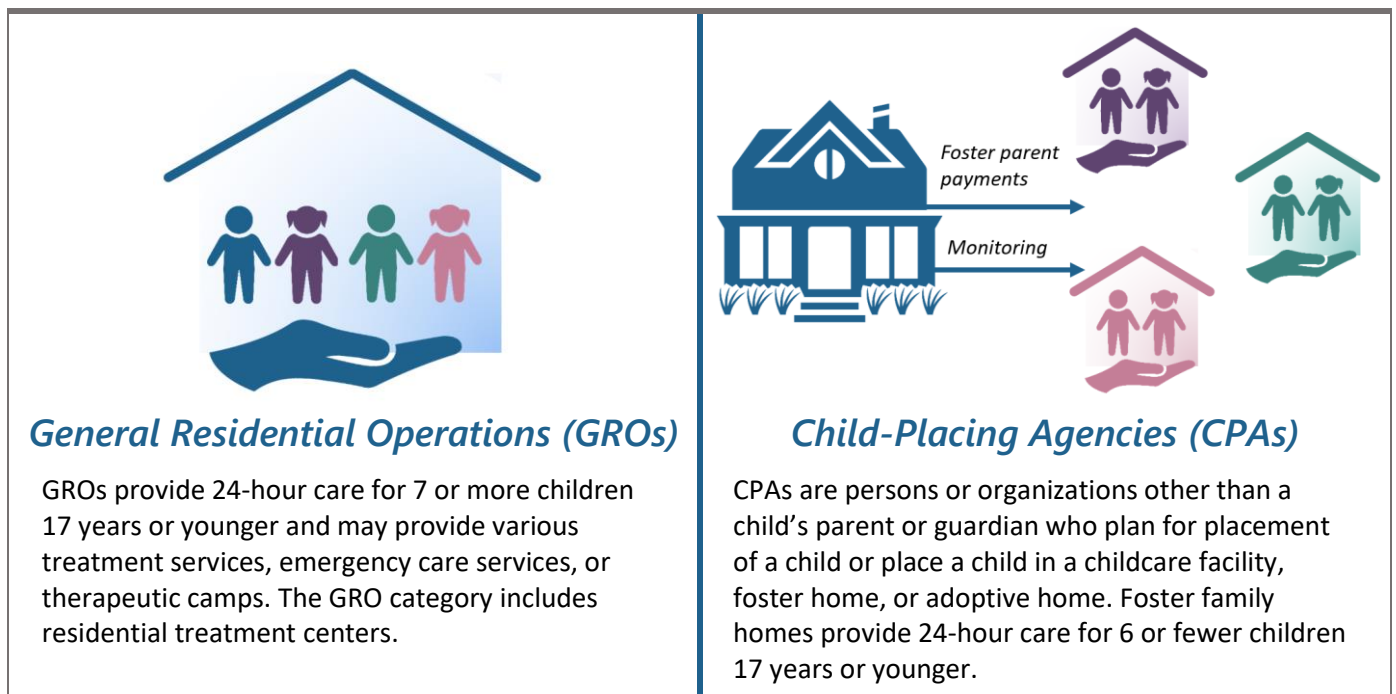 General Residential Operations (GROs)
GROs provide 24-hour care for 7 or more children
17 years or younger and may provide various
treatment services, emergency care services, or
therapeutic camps. The GRO category includes
residential treatment centers.
Foster parent
payments
Monitoring
Child-Placing Agencies (CPAs)
CPAs are persons or organizations other than a
child’s parent or guardian who plan for placement
of a child or place a child in a childcare facility,
foster home, or adoptive home. Foster family
homes provide 24-hour care for 6 or fewer children
17 years or younger.